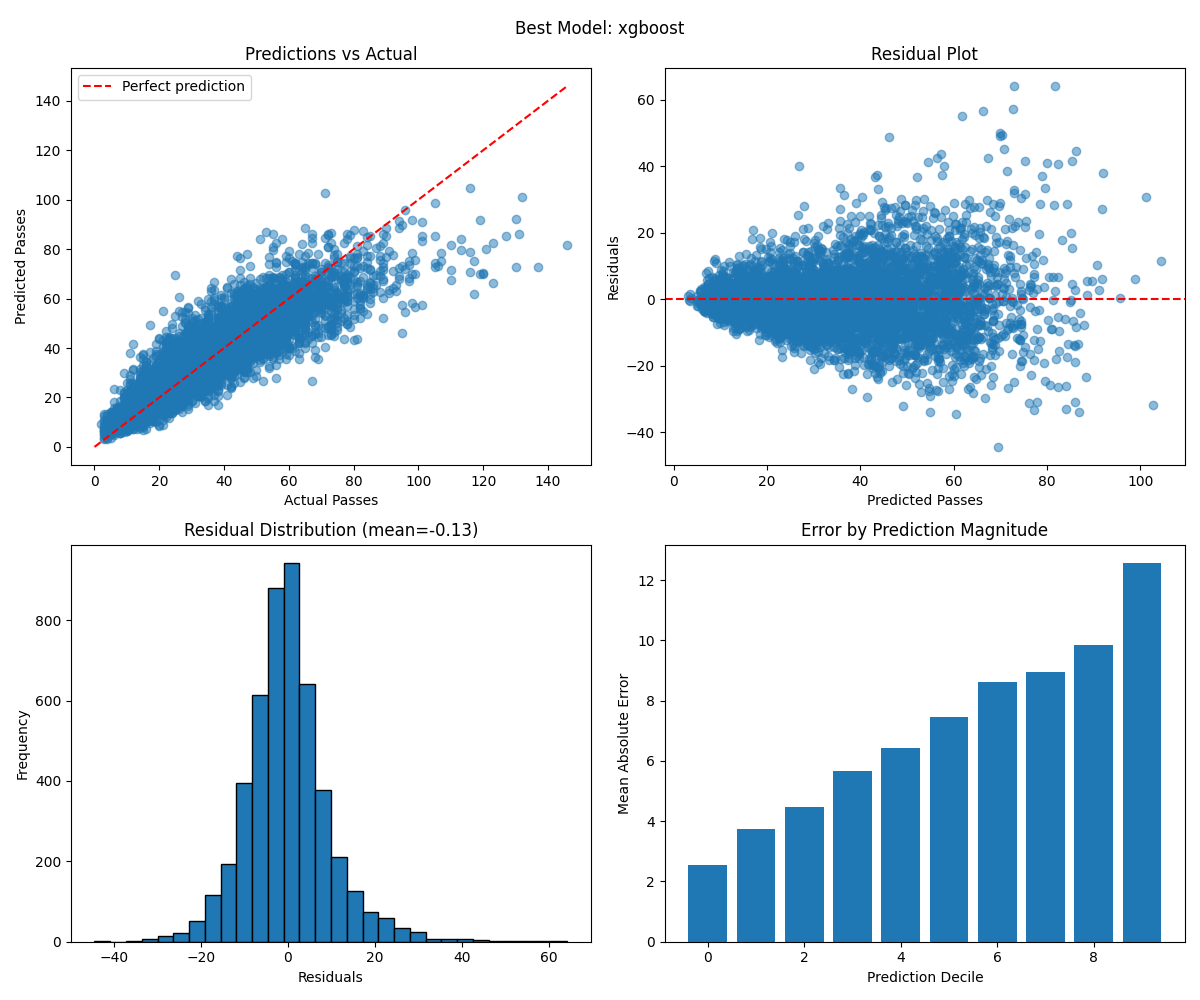 Best Model: xgboost
Predictions vs Actual
Perfect prediction
140
120
100
80
60
40
20
0
Predicted Passes
0 20 40 60 80 100 120 140
Actual Passes
Residual Plot
60
40
20
0
−20
−40
Residuals
0 20 40 60 80 100
Predicted Passes
Residual Distribution (mean=-0.13)
800
600
400
200
0
Frequency
−40 −20 0 20 40 60
Residuals
Error by Prediction Magnitude
12
10
8
6
4
2
0
Mean Absolute Error
0 2 4 6 8
Prediction Decile